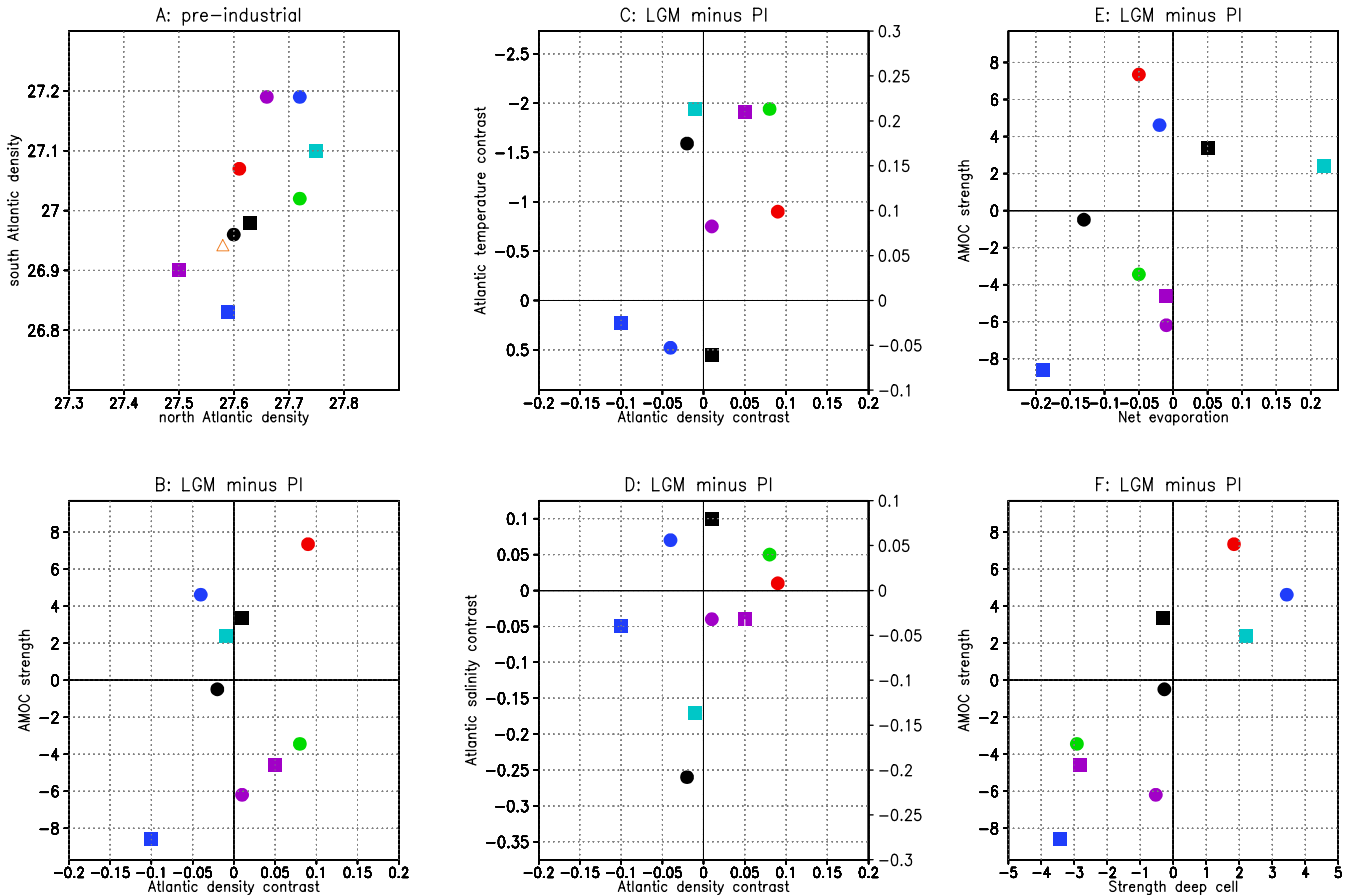 A: pre-industrial
south Atlantic density
27.2
27.1
27
26.9
26.8
27.3 27.4 27.5 27.6 27.7 27.8
north Atlantic density
C: LGM minus PI
Atlantic temperature contrast
−2.5
−2
−1.5
−1
−0.5
0
0.5
0.3
0.2
0.1
0
−0.05
−0.1
−0.2 −0.15 −0.1 −0.05 0 0.05 0.1 0.15 0.2
Atlantic density contrast
E: LGM minus PI
AMOC strength
8
6
4
2
0
−2
−4
−6
−8
−0.2 −0.15 −0.1 −0.05 0 0.05 0.1 0.15 0.2
Net evaporation
B: LGM minus PI
AMOC strength
8
6
4
2
0
−2
−4
−6
−8
−0.2 −0.15 −0.1 −0.05 0 0.05 0.1 0.15 0.2
Atlantic density contrast
D: LGM minus PI
Atlantic salinity contrast
0.1
0.05
0
−0.05
−0.1
−0.15
−0.2
−0.25
−0.3
−0.35
0.1
0.05
0
−0.05
−0.1
−0.15
−0.2
−0.25
−0.3
−0.2 −0.15 −0.1 −0.05 0 0.05 0.1 0.15 0.2
Atlantic density contrast
F: LGM minus PI
AMOC strength
8
6
4
2
0
−2
−4
−6
−8
−5 −4 −3 −2 −1 0 1 2 3 4 5
Strength deep cell